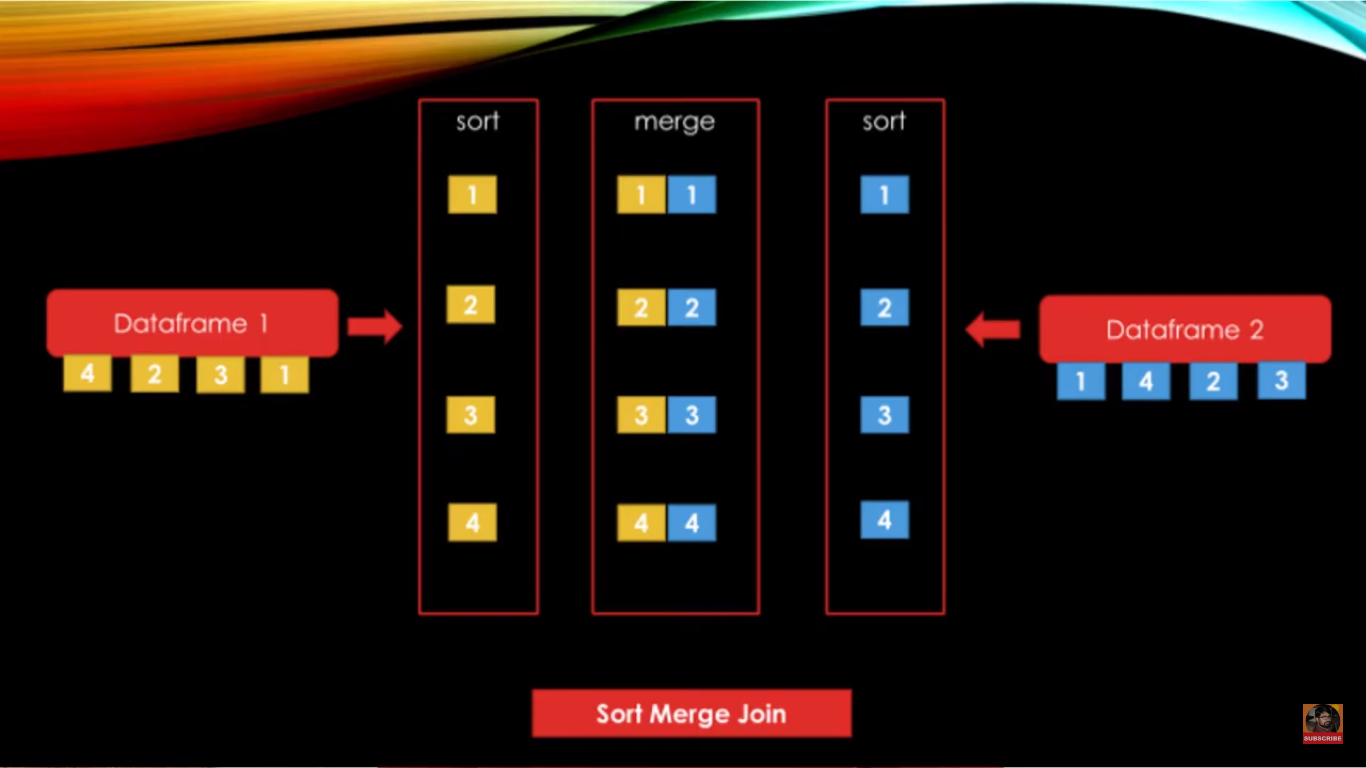 sort
merge
sort
1
1 1
1
2
2 2
2
Dataframe 1
Dataframe 2
4 2 3 1
1 4 2 3
3
3 3
3
4
4 4
4
Sort Merge Join
SUBSCRIBE